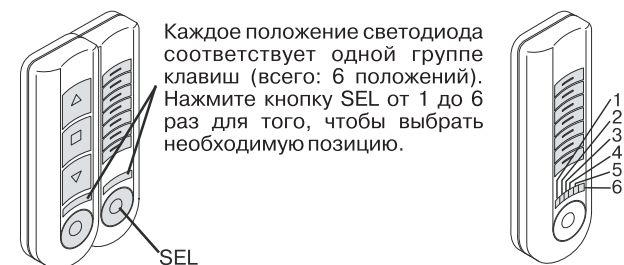 Каждое положение светодиода
соответствует одной группе
клавиш (всего: 6 положений).
Нажмите кнопку SEL от 1 до 6
раз для того, чтобы выбрать
необходимую позицию.
SEL
1
2
3
4
5
6